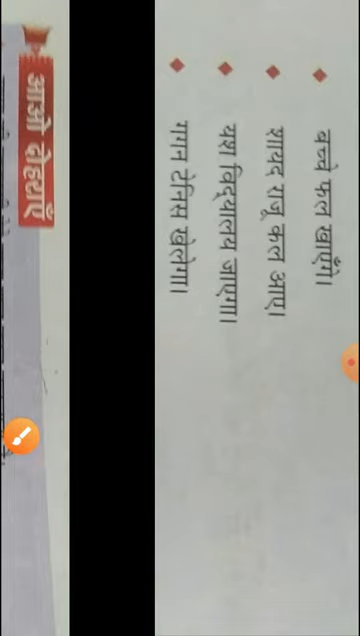 बच्चे फल खाएँगे।
शायद राजू कल आए।
यश विद्यालय जाएगा।
गगन टेनिस खेलेगा।
आओ दोहराएँ